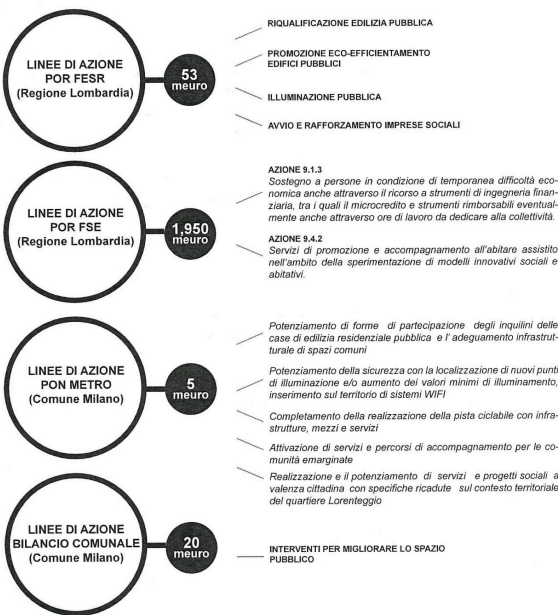 LINEE DI AZIONE
POR FESR
(Regione Lombardia)
53
meuro
RIQUALIFICAZIONE EDILIZIA PUBBLICA
PROMOZIONE ECO-EFFICIENTAMENTO
EDIFICI PUBBLICI
ILLUMINAZIONE PUBBLICA
AVVIO E RAFFORZAMENTO IMPRESE SOCIALI
LINEE DI AZIONE
POR FSE
(Regione Lombardia)
1,950
meuro
AZIONE 9.1.3
Sostegno a persone in condizione di temporanea difficoltà eco-
nomica anche attraverso il ricorso a strumenti di ingegneria finan-
ziaria, tra i quali il microcredito e strumenti rimborsabili eventual-
mente anche attraverso ore di lavoro da dedicare alla collettività.
AZIONE 9.4.2
Servizi di promozione e accompagnamento all'abitare assistito
nell'ambito della sperimentazione di modelli innovativi sociali e
abitativi.
LINEE DI AZIONE
PON METRO
(Comune Milano)
5
meuro
Potenziamento di forme di partecipazione degli inquilini delle
case di edilizia residenziale pubblica e l' adeguamento infrastrut-
turale di spazi comuni
Potenziamento della sicurezza con la localizzazione di nuovi punti
di illuminazione e/o aumento dei valori minimi di illuminamento,
inserimento sul territorio di sistemi WIFI
Completamento della realizzazione della pista ciclabile con infra-
strutture, mezzi e servizi
Attivazione di servizi e percorsi di accompagnamento per le co-
munità emarginate
Realizzazione e il potenziamento di servizi e progetti sociali a
valenza cittadina con specifiche ricadute sul contesto territoriale
del quartiere Lorenteggio
LINEE DI AZIONE
BILANCIO COMUNALE
(Comune Milano)
20
meuro
INTERVENTI PER MIGLIORARE LO SPAZIO
PUBBLICO